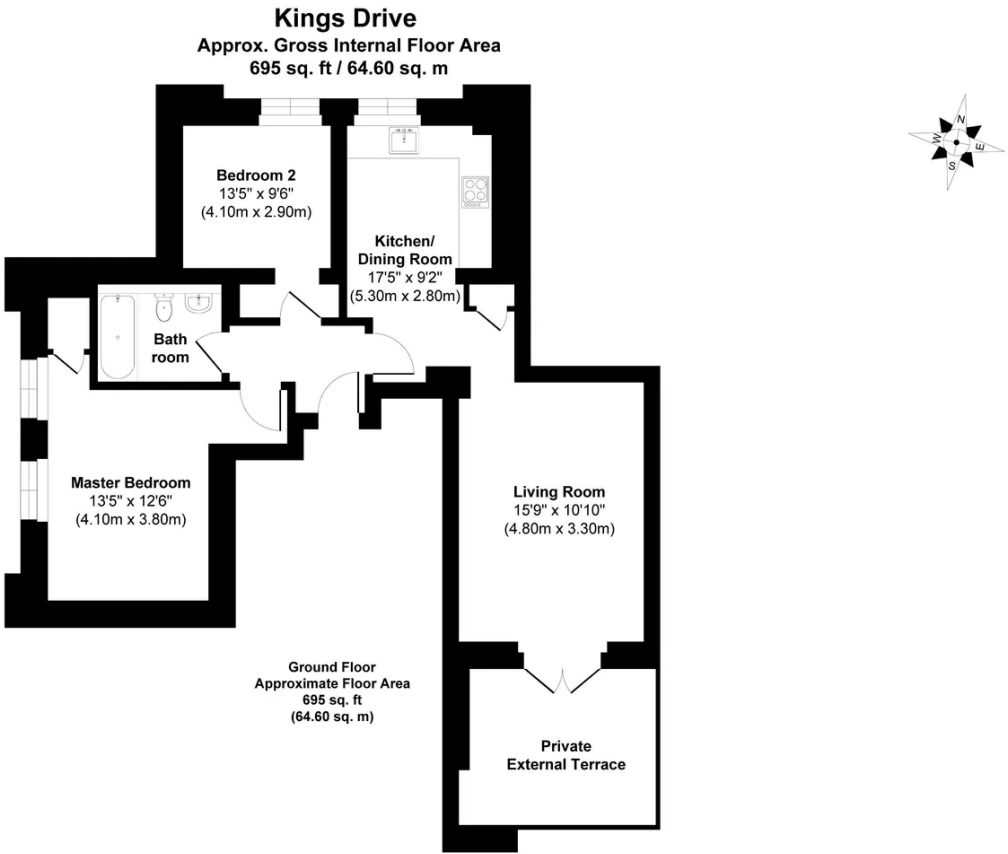 Kings Drive
Approx. Gross Internal Floor Area
695 sq. ft / 64.60 sq. m
N
W
E
S
Bedroom 2
13'5" x 9'6"
(4.10m x 2.90m)
Kitchen/
Dining Room
17'5" x 9'2"
(5.30m x 2.80m)
Bath
room
Master Bedroom
13'5" x 12'6"
(4.10m x 3.80m)
Living Room
15'9" x 10'10"
(4.80m x 3.30m)
Ground Floor
Approximate Floor Area
695 sq. ft
(64.60 sq. m)
Private
External Terrace